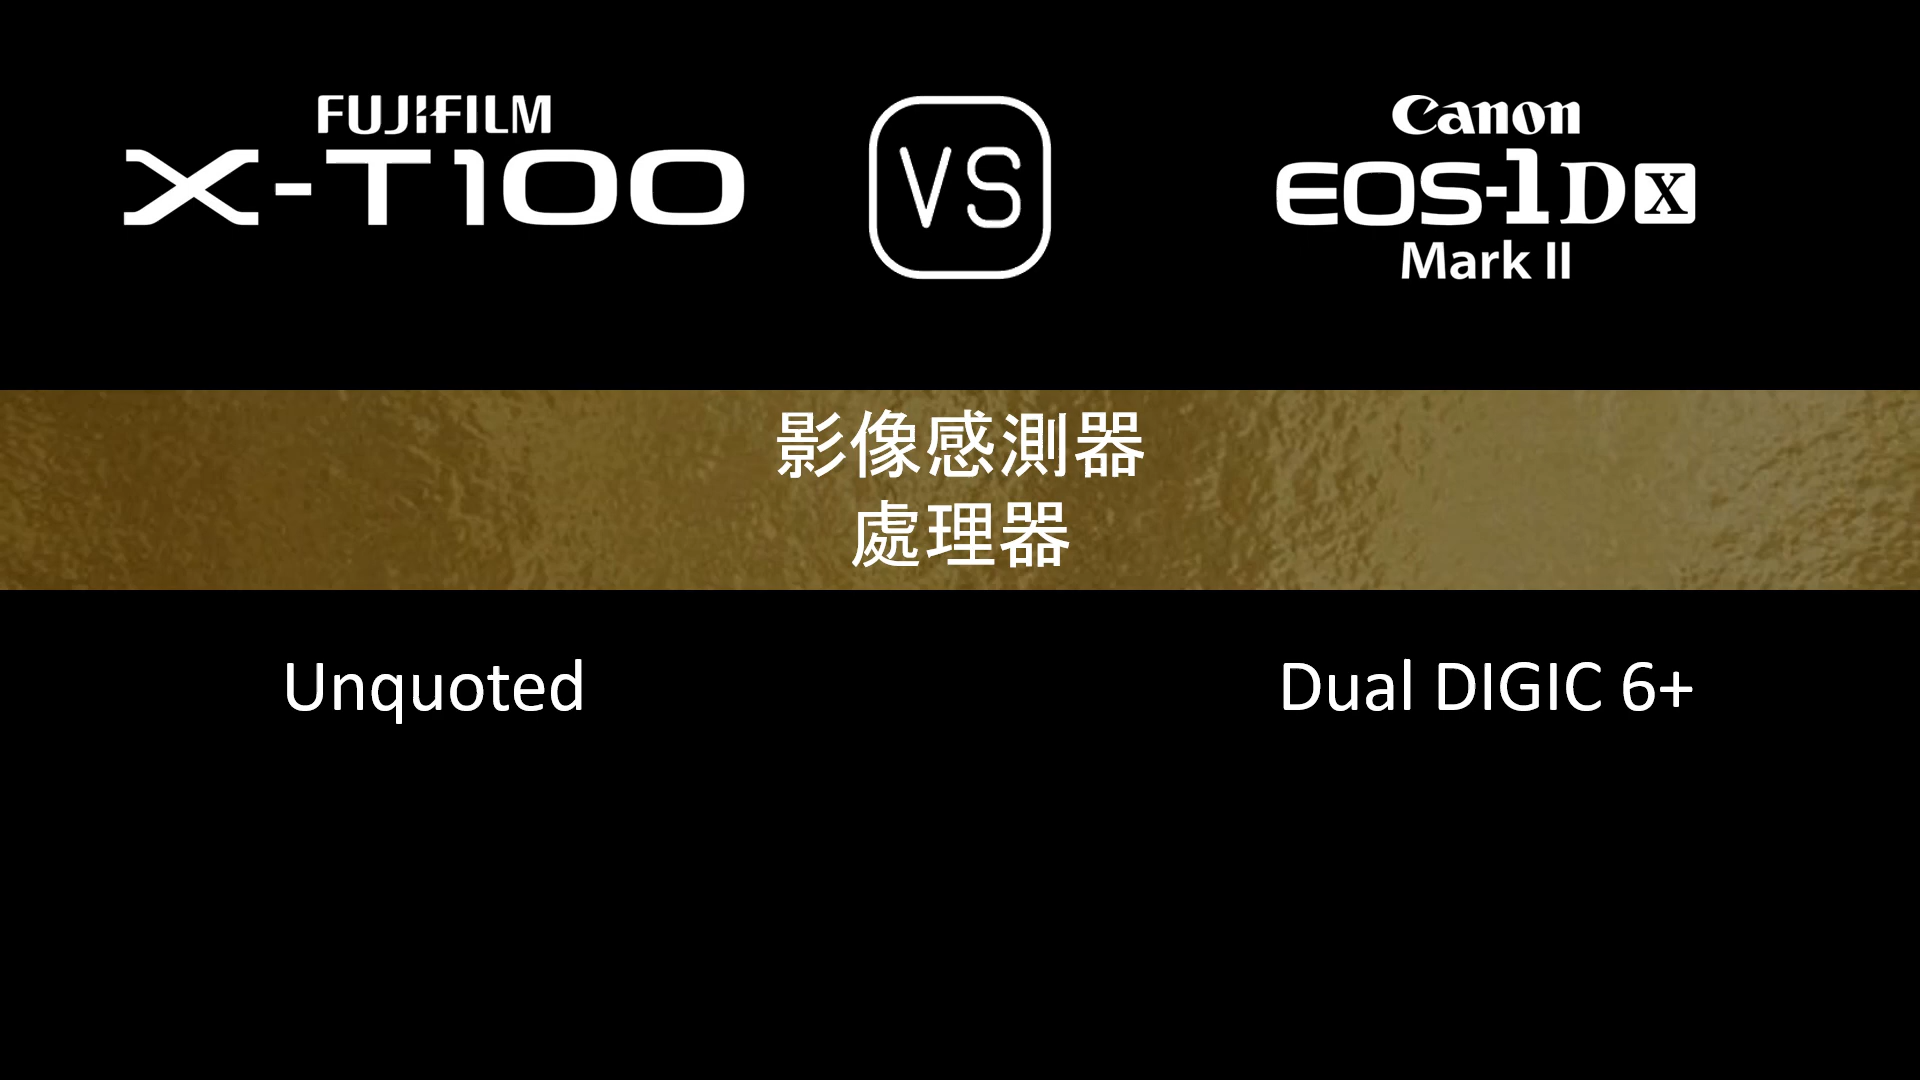 FUJIFILM
X-T100
VS
Canon
EOS-1D X
Mark II
影像感測器
處理器
Unquoted
Dual DIGIC 6+